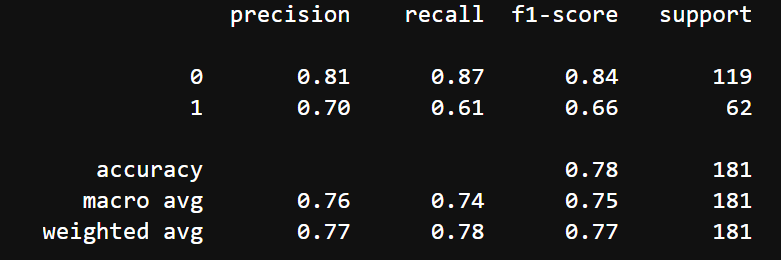 precision recall f1-score support
0 0.81 0.87 0.84 119
1 0.70 0.61 0.66 62
accuracy 0.78 181
macro avg 0.76 0.74 0.75 181
weighted avg 0.77 0.78 0.77 181